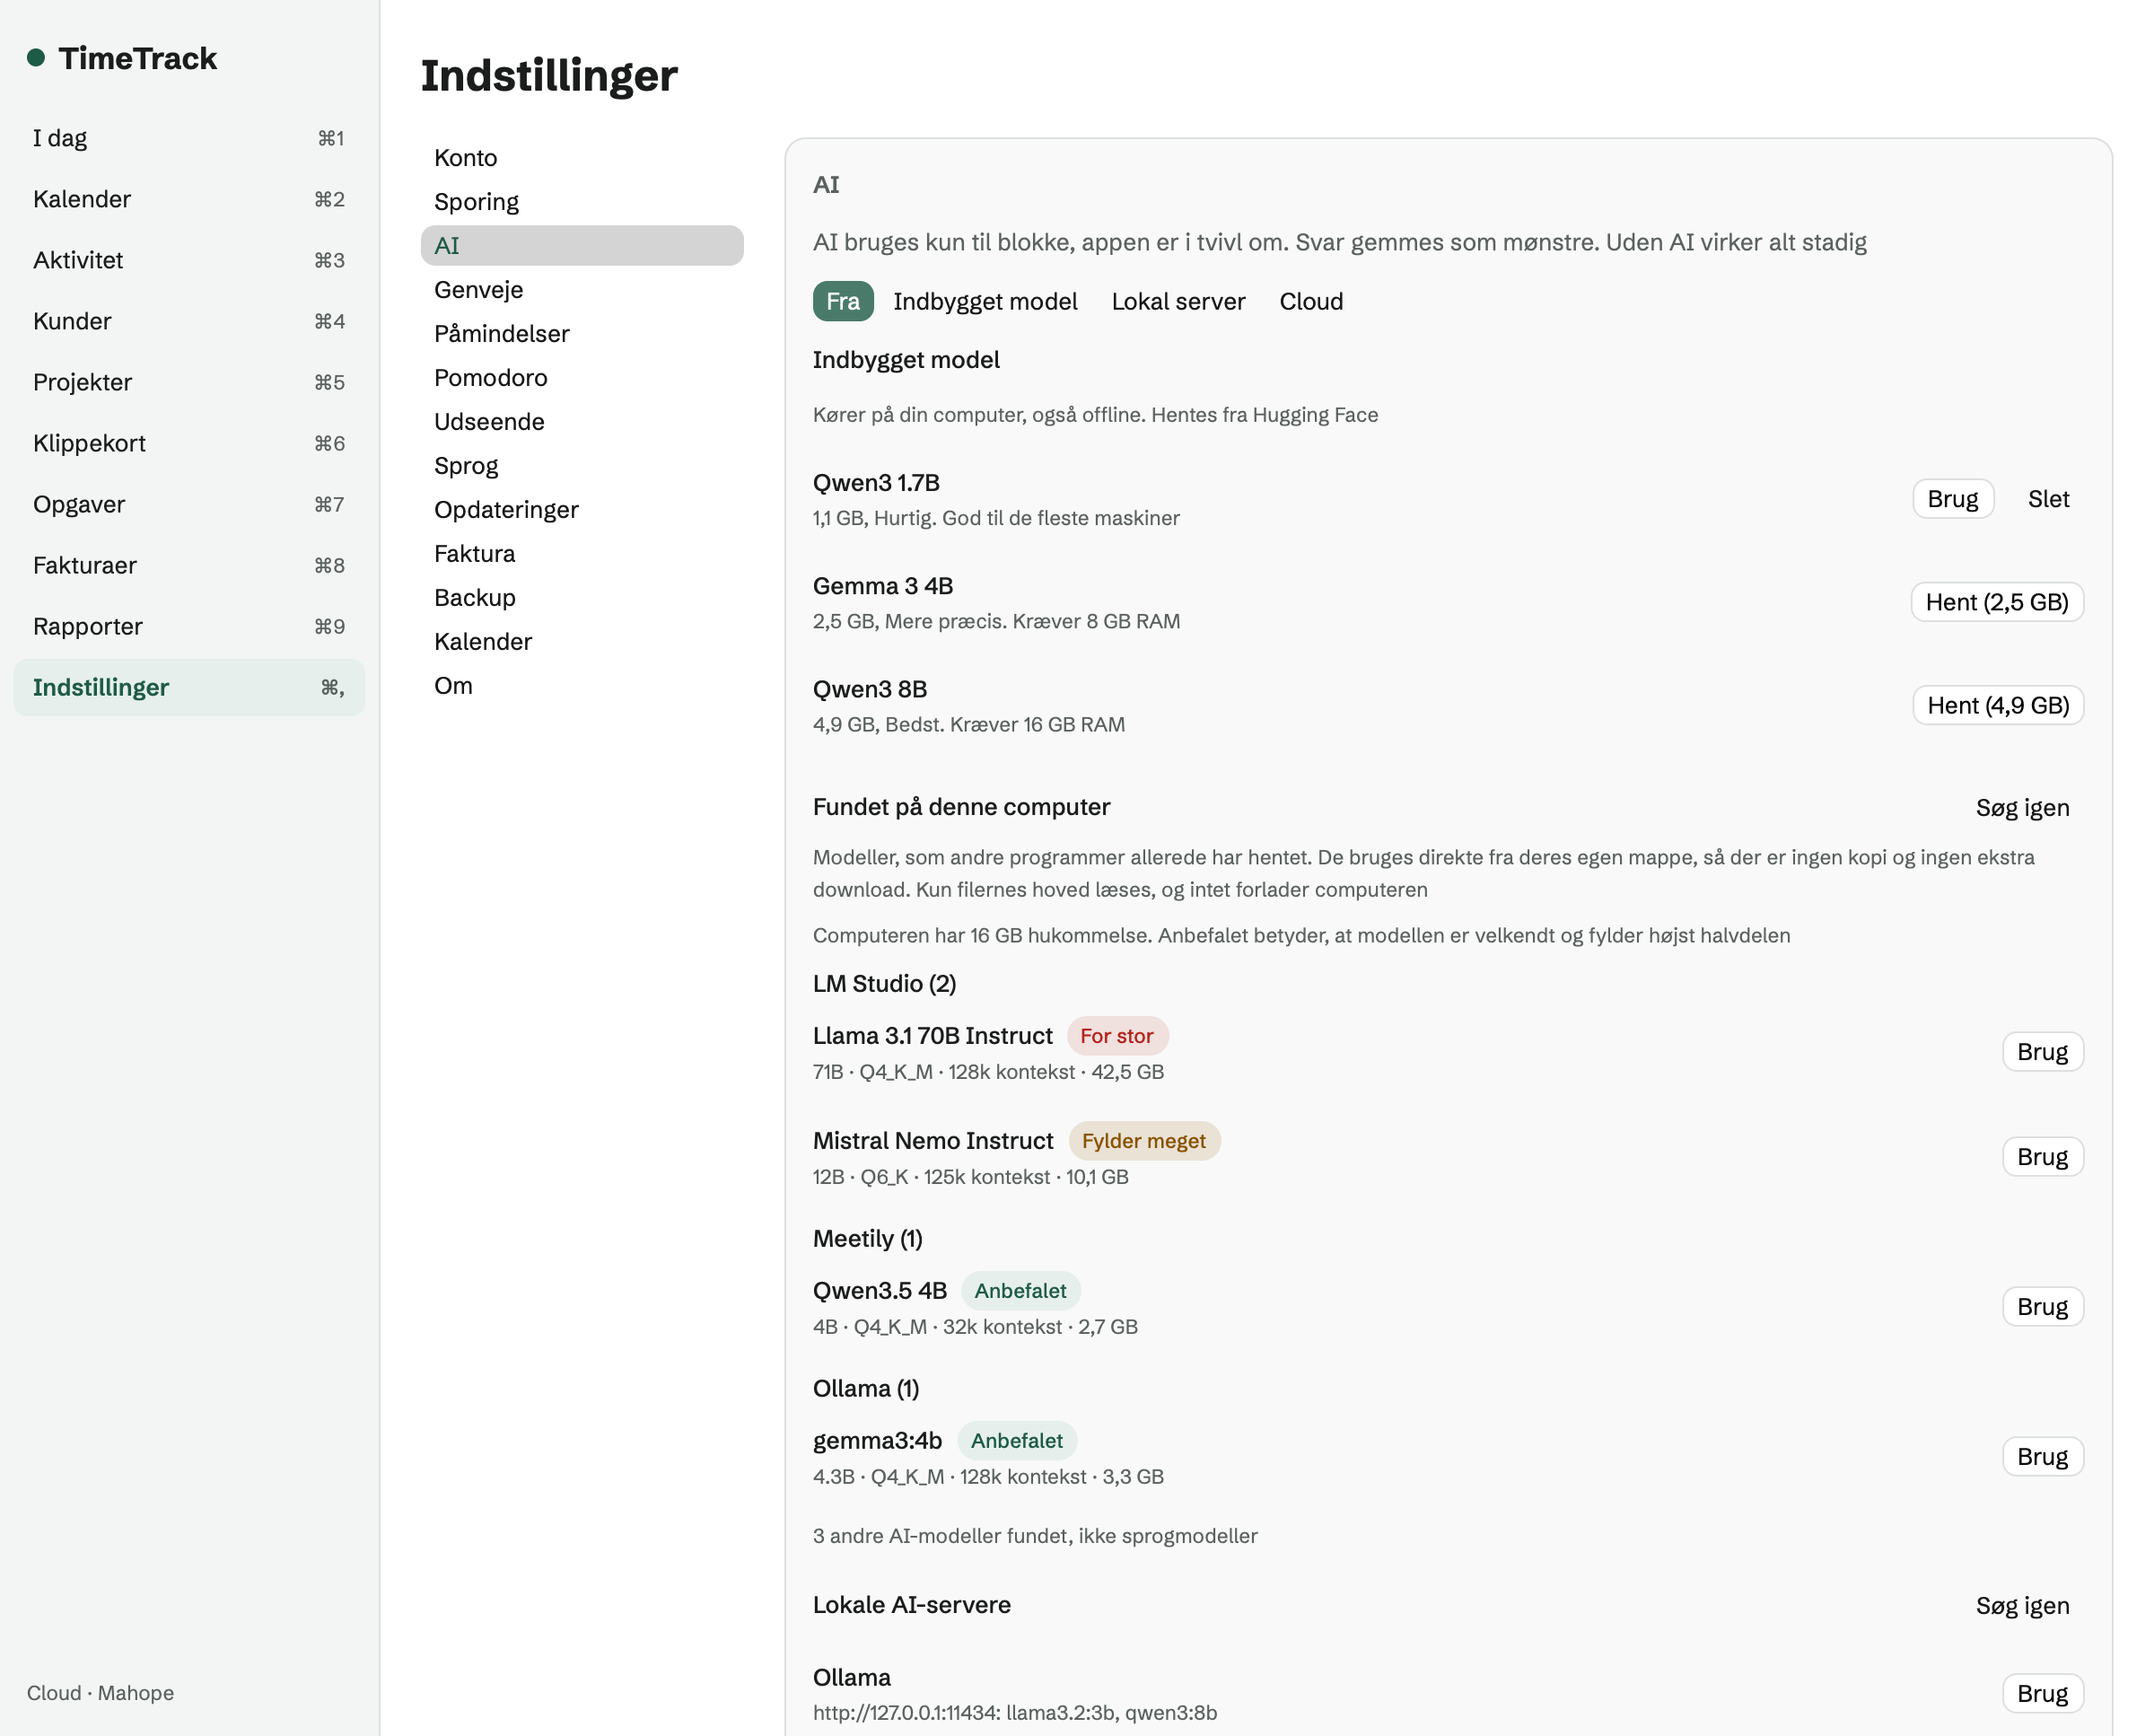 TimeTrack
I dag ⌘1
Kalender ⌘2
Aktivitet ⌘3
Kunder ⌘4
Projekter ⌘5
Klippekort ⌘6
Opgaver ⌘7
Fakturaer ⌘8
Rapporter ⌘9
Indstillinger ⌘,
Cloud · Mahope
Indstillinger
Konto
Sporing
AI
Genveje
Påmindelser
Pomodoro
Udseende
Sprog
Opdateringer
Faktura
Backup
Kalender
Om
AI
AI bruges kun til blokke, appen er i tvivl om. Svar gemmes som mønstre. Uden AI virker alt stadig
Fra Indbygget model Lokal server Cloud
Indbygget model
Kører på din computer, også offline. Hentes fra Hugging Face
Qwen3 1.7B
1,1 GB, Hurtig. God til de fleste maskiner
Brug Slet
Gemma 3 4B
2,5 GB, Mere præcis. Kræver 8 GB RAM
Hent (2,5 GB)
Qwen3 8B
4,9 GB, Bedst. Kræver 16 GB RAM
Hent (4,9 GB)
Fundet på denne computer Søg igen
Modeller, som andre programmer allerede har hentet. De bruges direkte fra deres egen mappe, så der er ingen kopi og ingen ekstra
download. Kun filernes hoved læses, og intet forlader computeren
Computeren har 16 GB hukommelse. Anbefalet betyder, at modellen er velkendt og fylder højst halvdelen
LM Studio (2)
Llama 3.1 70B Instruct For stor
71B · Q4_K_M · 128k kontekst · 42,5 GB
Brug
Mistral Nemo Instruct Fylder meget
12B · Q6_K · 125k kontekst · 10,1 GB
Brug
Meetily (1)
Qwen3.5 4B Anbefalet
4B · Q4_K_M · 32k kontekst · 2,7 GB
Brug
Ollama (1)
gemma3:4b Anbefalet
4.3B · Q4_K_M · 128k kontekst · 3,3 GB
Brug
3 andre AI-modeller fundet, ikke sprogmodeller
Lokale AI-servere Søg igen
Ollama
http://127.0.0.1:11434: llama3.2:3b, qwen3:8b
Brug